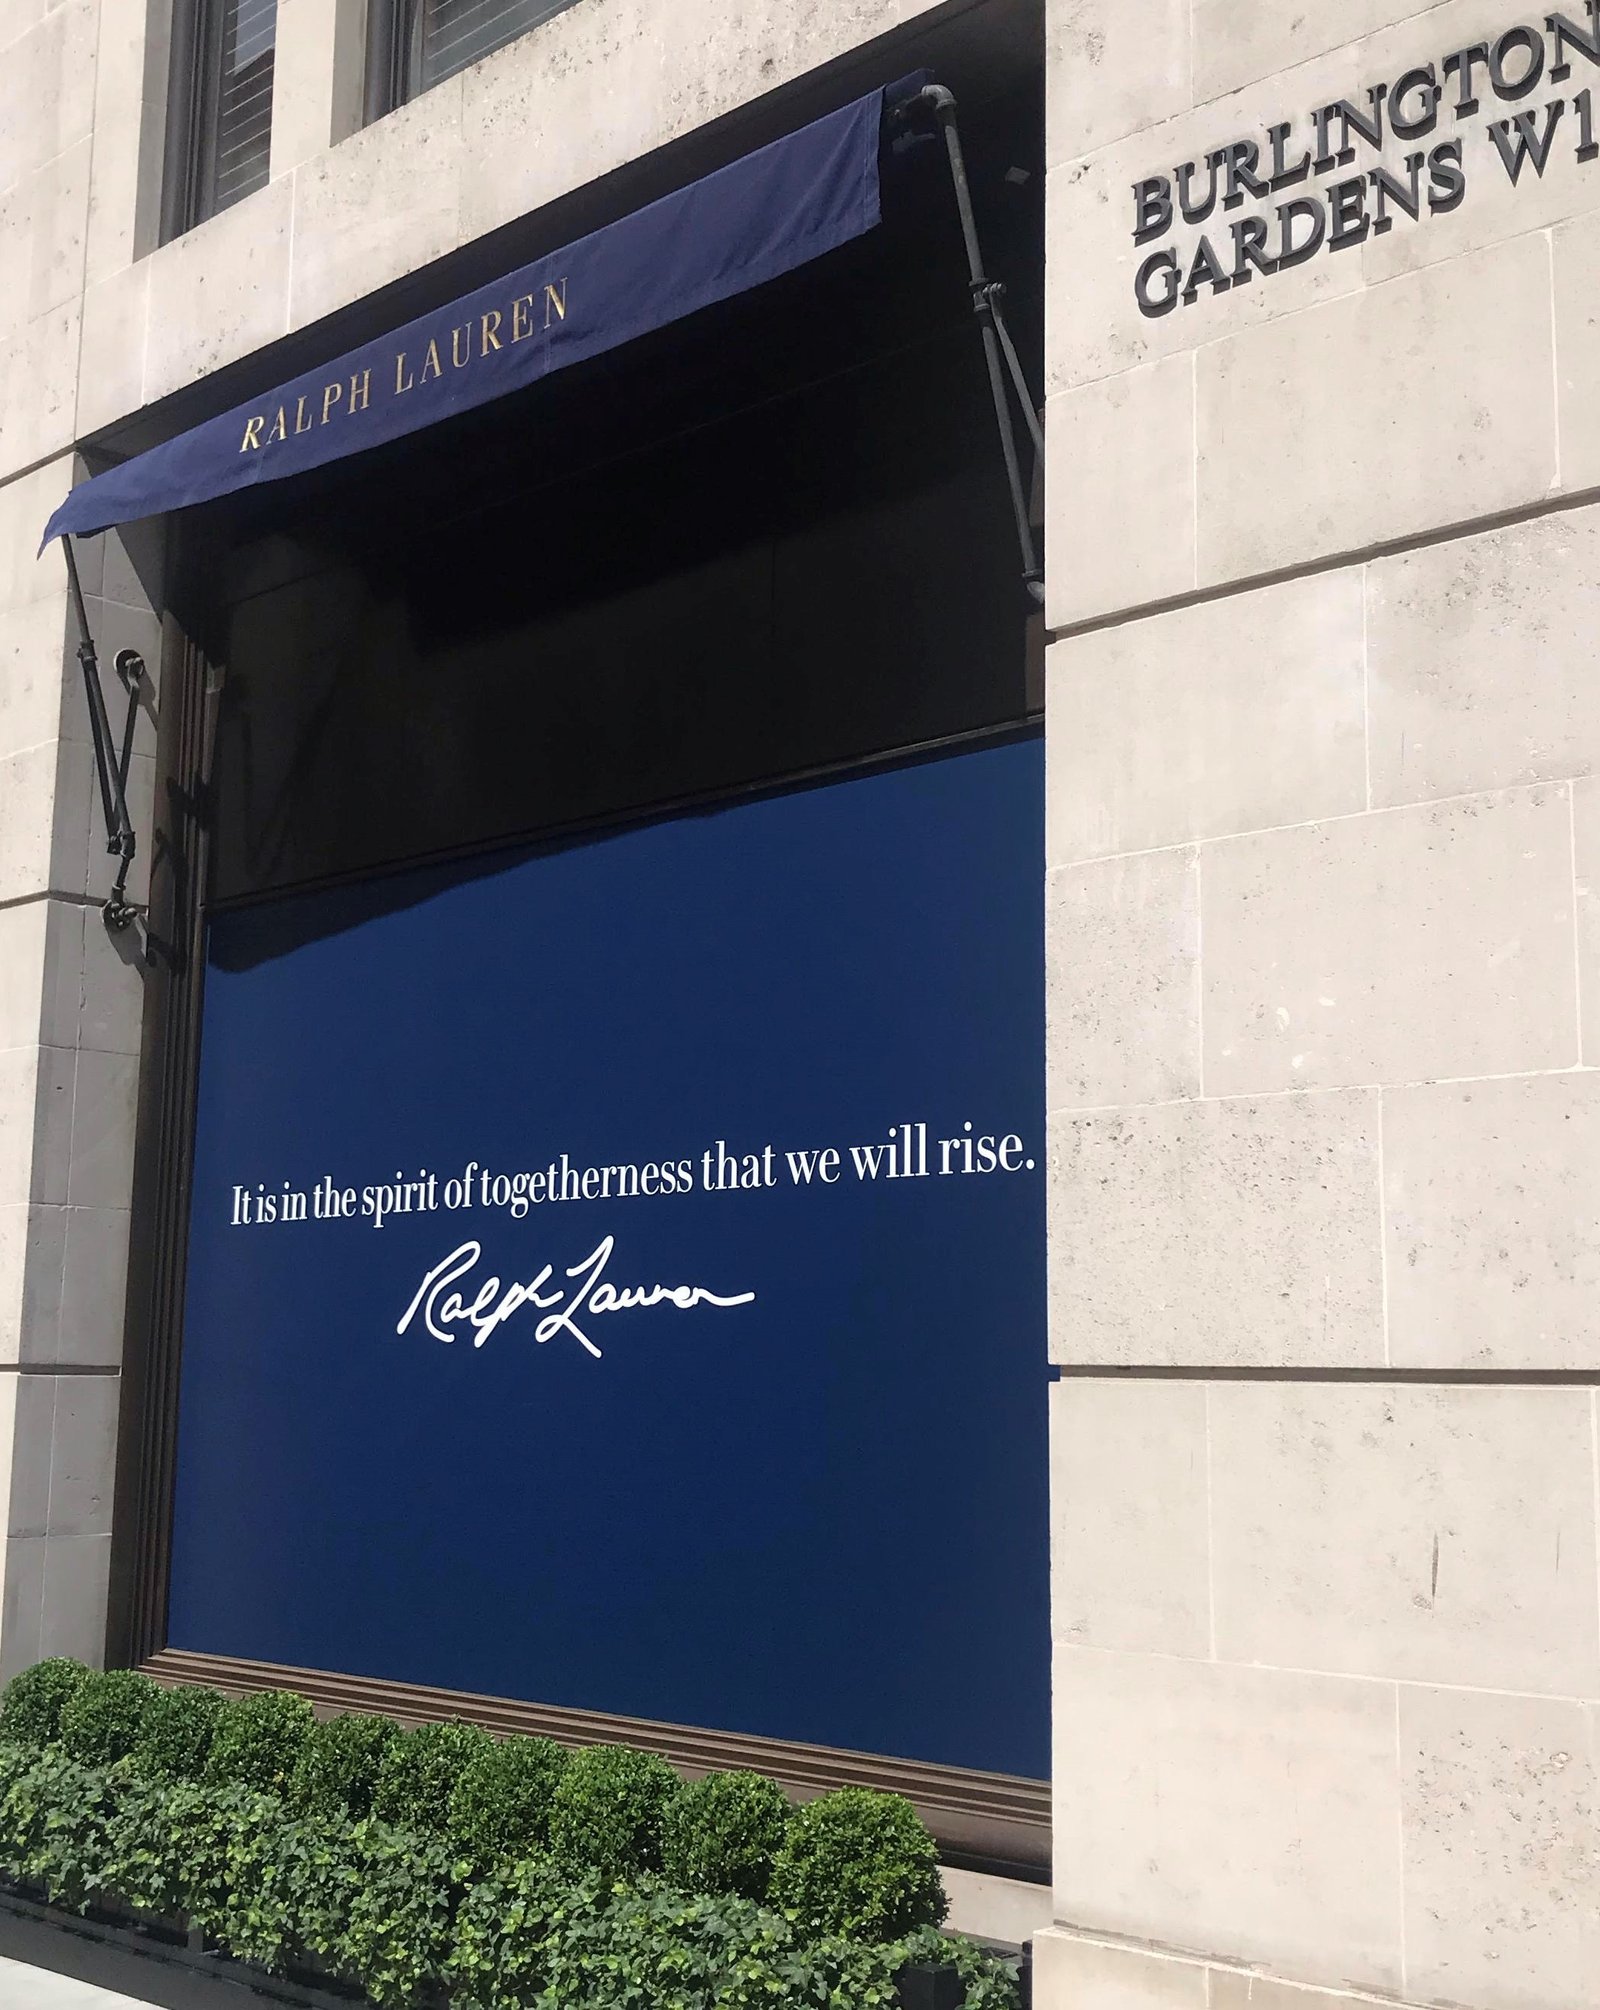 BURLINGTON
GARDENS W1
RALPH LAUREN
It is in the spirit of togetherness that we will rise.
Ralph Lauren